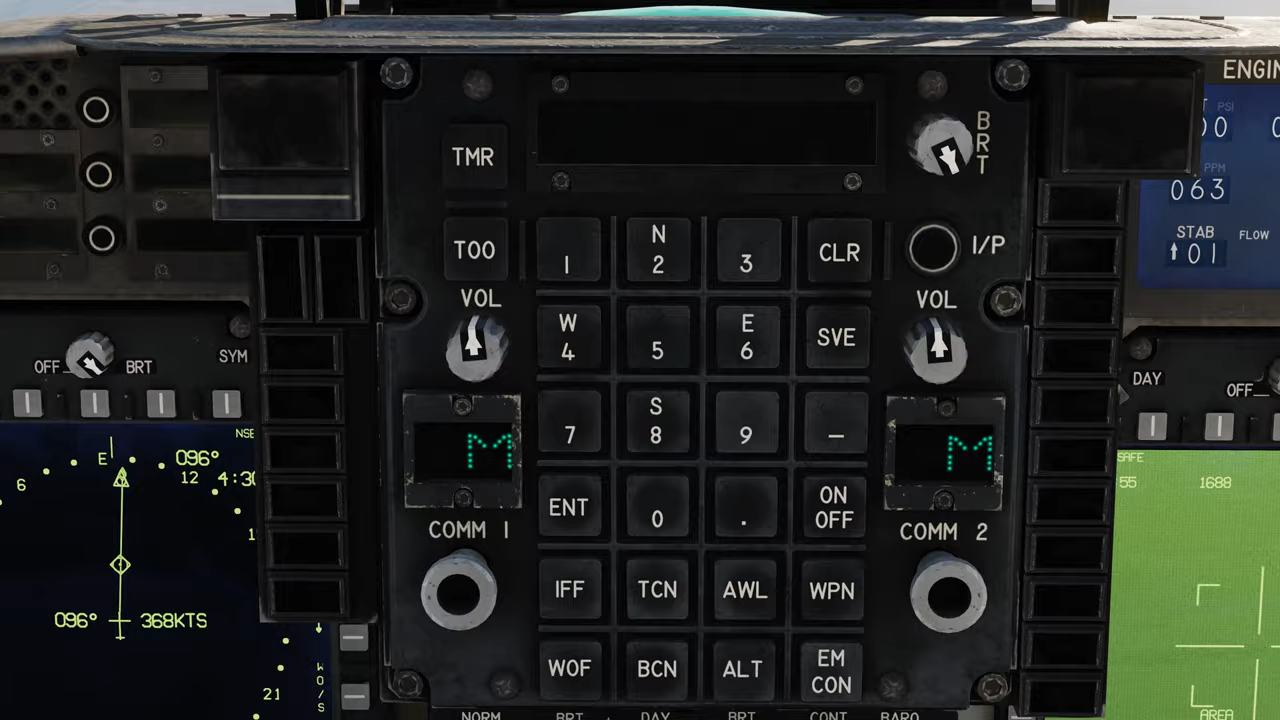 ENGIN
PSI
PPM
063
STAB
FLOW
01
TMR
BRT
TOO
1
N
2
3
CLR
I/P
VOL
W
4
5
E
6
SVE
VOL
OFF
BRT
SYM
DAY
OFF
7
S
8
9
–
M
M
ENT
0
.
ON
OFF
COMM 1
COMM 2
IFF
TCN
AWL
WPN
WOF
BCN
ALT
EM
CON
NORM
BRT
DAY
BRT
CONT
BARO
NSE
E
096°
12
4:30
6
096°
368KTS
21
W
O
/
S
SAFE
55
1688
AREA